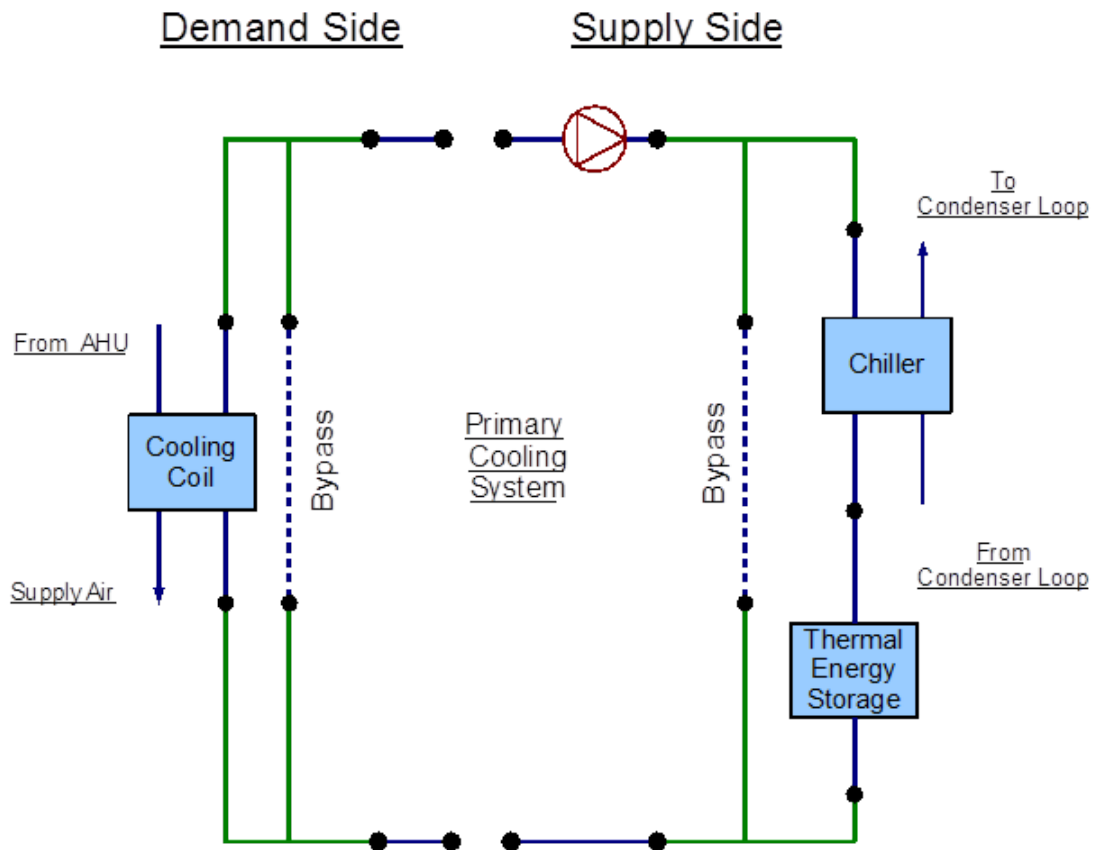 Demand Side
Supply Side
To
Condenser Loop
From AHU
Chiller
Cooling
Coil
Bypass
Primary
Cooling
System
Bypass
Supply Air
From
Condenser Loop
Thermal
Energy
Storage